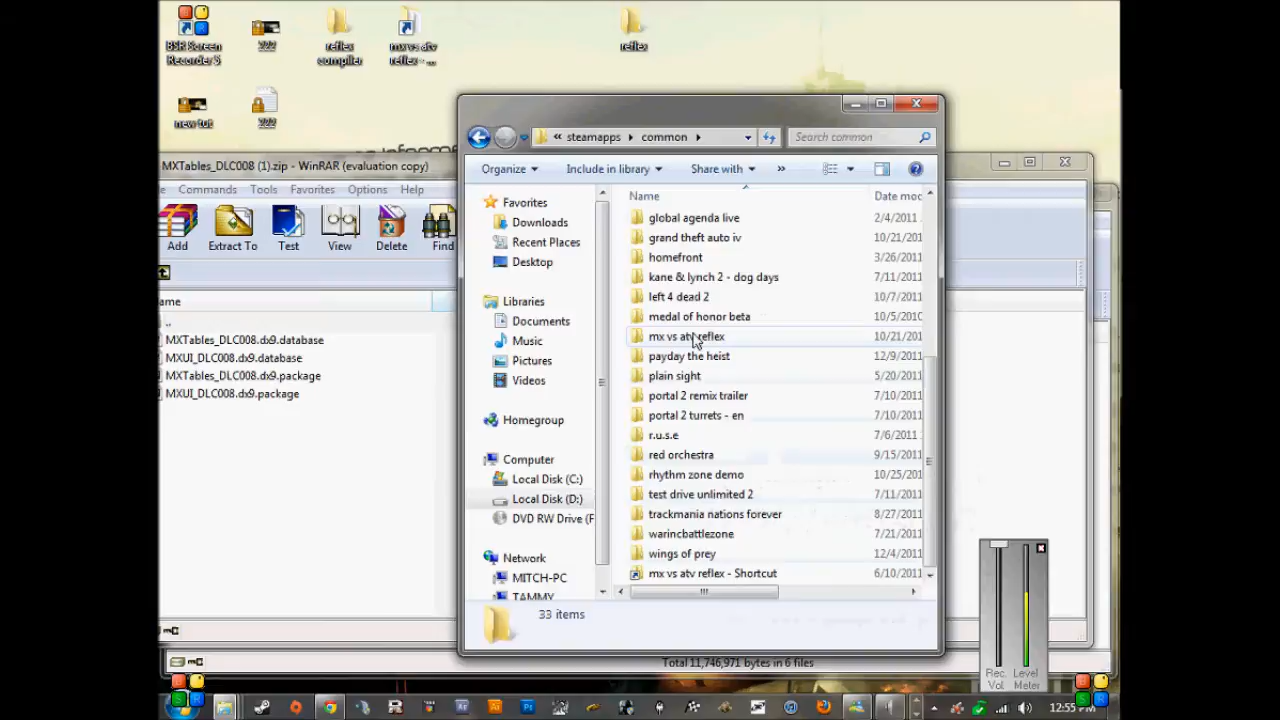 BSR Screen
Recorder 5
222
reflex
compiler
mx vs atv
reflex - ...
reflex
new tut
222
MXTables_DLC008 (1).zip - WinRAR (evaluation copy)
Commands Tools Favorites Options Help
Add Extract To Test View Delete Find
ame
..
MXTables_DLC008.dx9.database
MXUI_DLC008.dx9.database
MXTables_DLC008.dx9.package
MXUI_DLC008.dx9.package
« steamapps common
Search common
Organize Include in library Share with »
Favorites
Downloads
Recent Places
Desktop
Libraries
Documents
Music
Pictures
Videos
Homegroup
Computer
Local Disk (C:)
Local Disk (D:)
DVD RW Drive (F
Network
MITCH-PC
TAMMY
Name Date mod
global agenda live 2/4/2011
grand theft auto iv 10/21/201
homefront 3/26/2011
kane & lynch 2 - dog days 7/11/2011
left 4 dead 2 10/7/2011
medal of honor beta 10/5/2010
mx vs atv reflex 10/21/201
payday the heist 12/9/2011
plain sight 5/20/2011
portal 2 remix trailer 7/10/2011
portal 2 turrets - en 7/10/2011
r.u.s.e 7/6/2011
red orchestra 9/15/2011
rhythm zone demo 10/25/201
test drive unlimited 2 7/11/2011
trackmania nations forever 8/27/2011
warincbattlezone 7/21/2011
wings of prey 12/4/2011
mx vs atv reflex - Shortcut 6/10/2011
33 items
Total 11,746,971 bytes in 6 files
Rec. Level
Vol Meter
12:55 PM